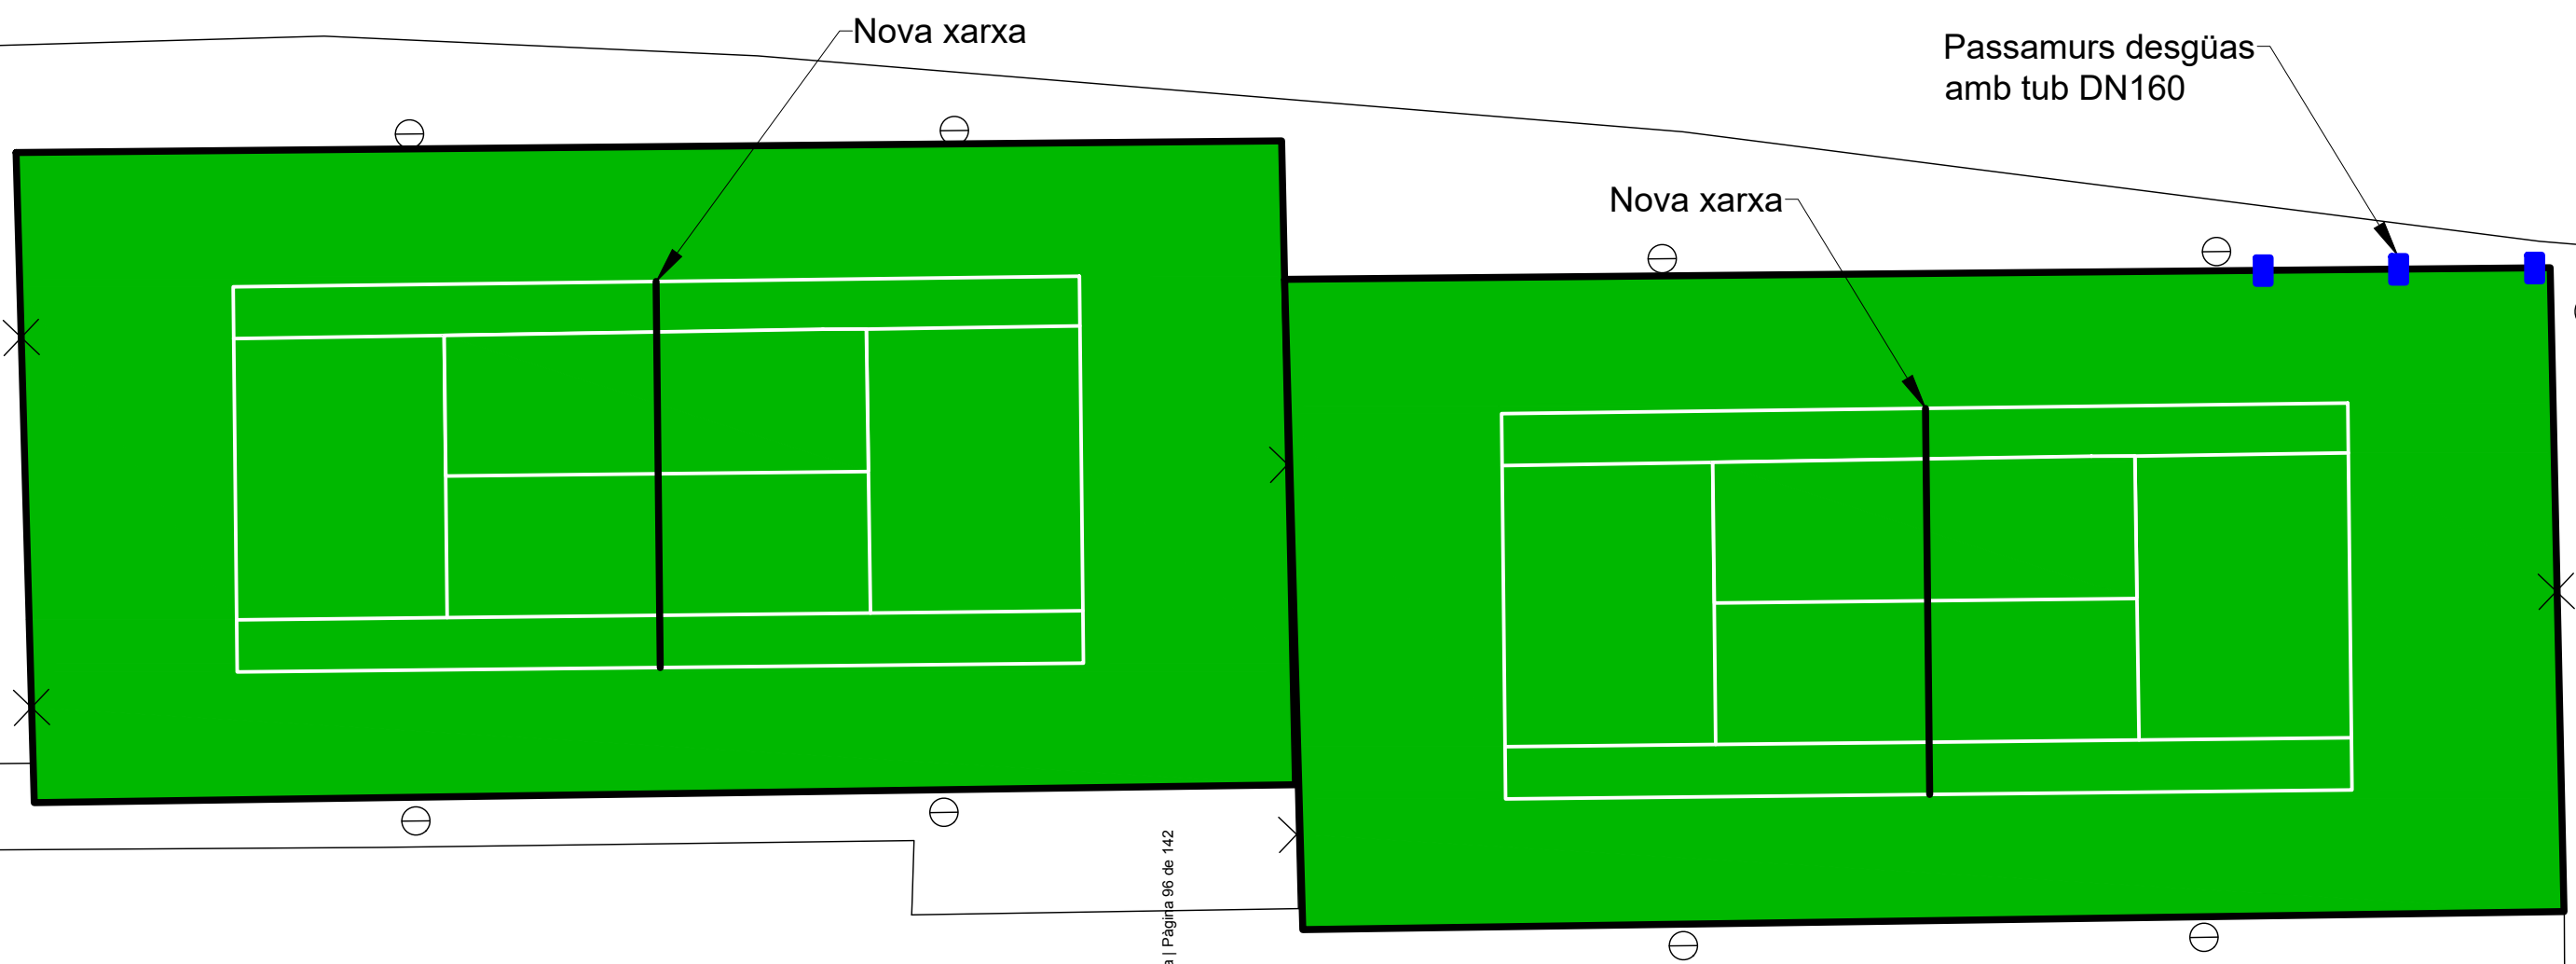 Nova xarxa
Passamurs desgüas
amb tub DN160
Nova xarxa
a | Pàgina 96 de 142